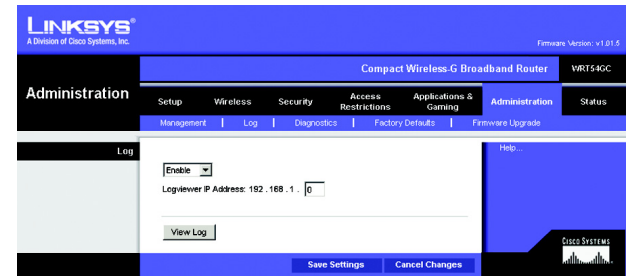 LINKSYS®
A Division of Cisco Systems, Inc.
Firmware Version: v1.01.5
Compact Wireless-G Broadband Router
WRT54GC
Administration
Setup
Wireless
Security
Access Restrictions
Applications & Gaming
Administration
Status
Management | Log | Diagnostics | Factory Defaults | Firmware Upgrade
Log
Help...
Enable
Logviewer IP Address: 192 . 168 . 1 . 0
View Log
Save Settings
Cancel Changes
CISCO SYSTEMS